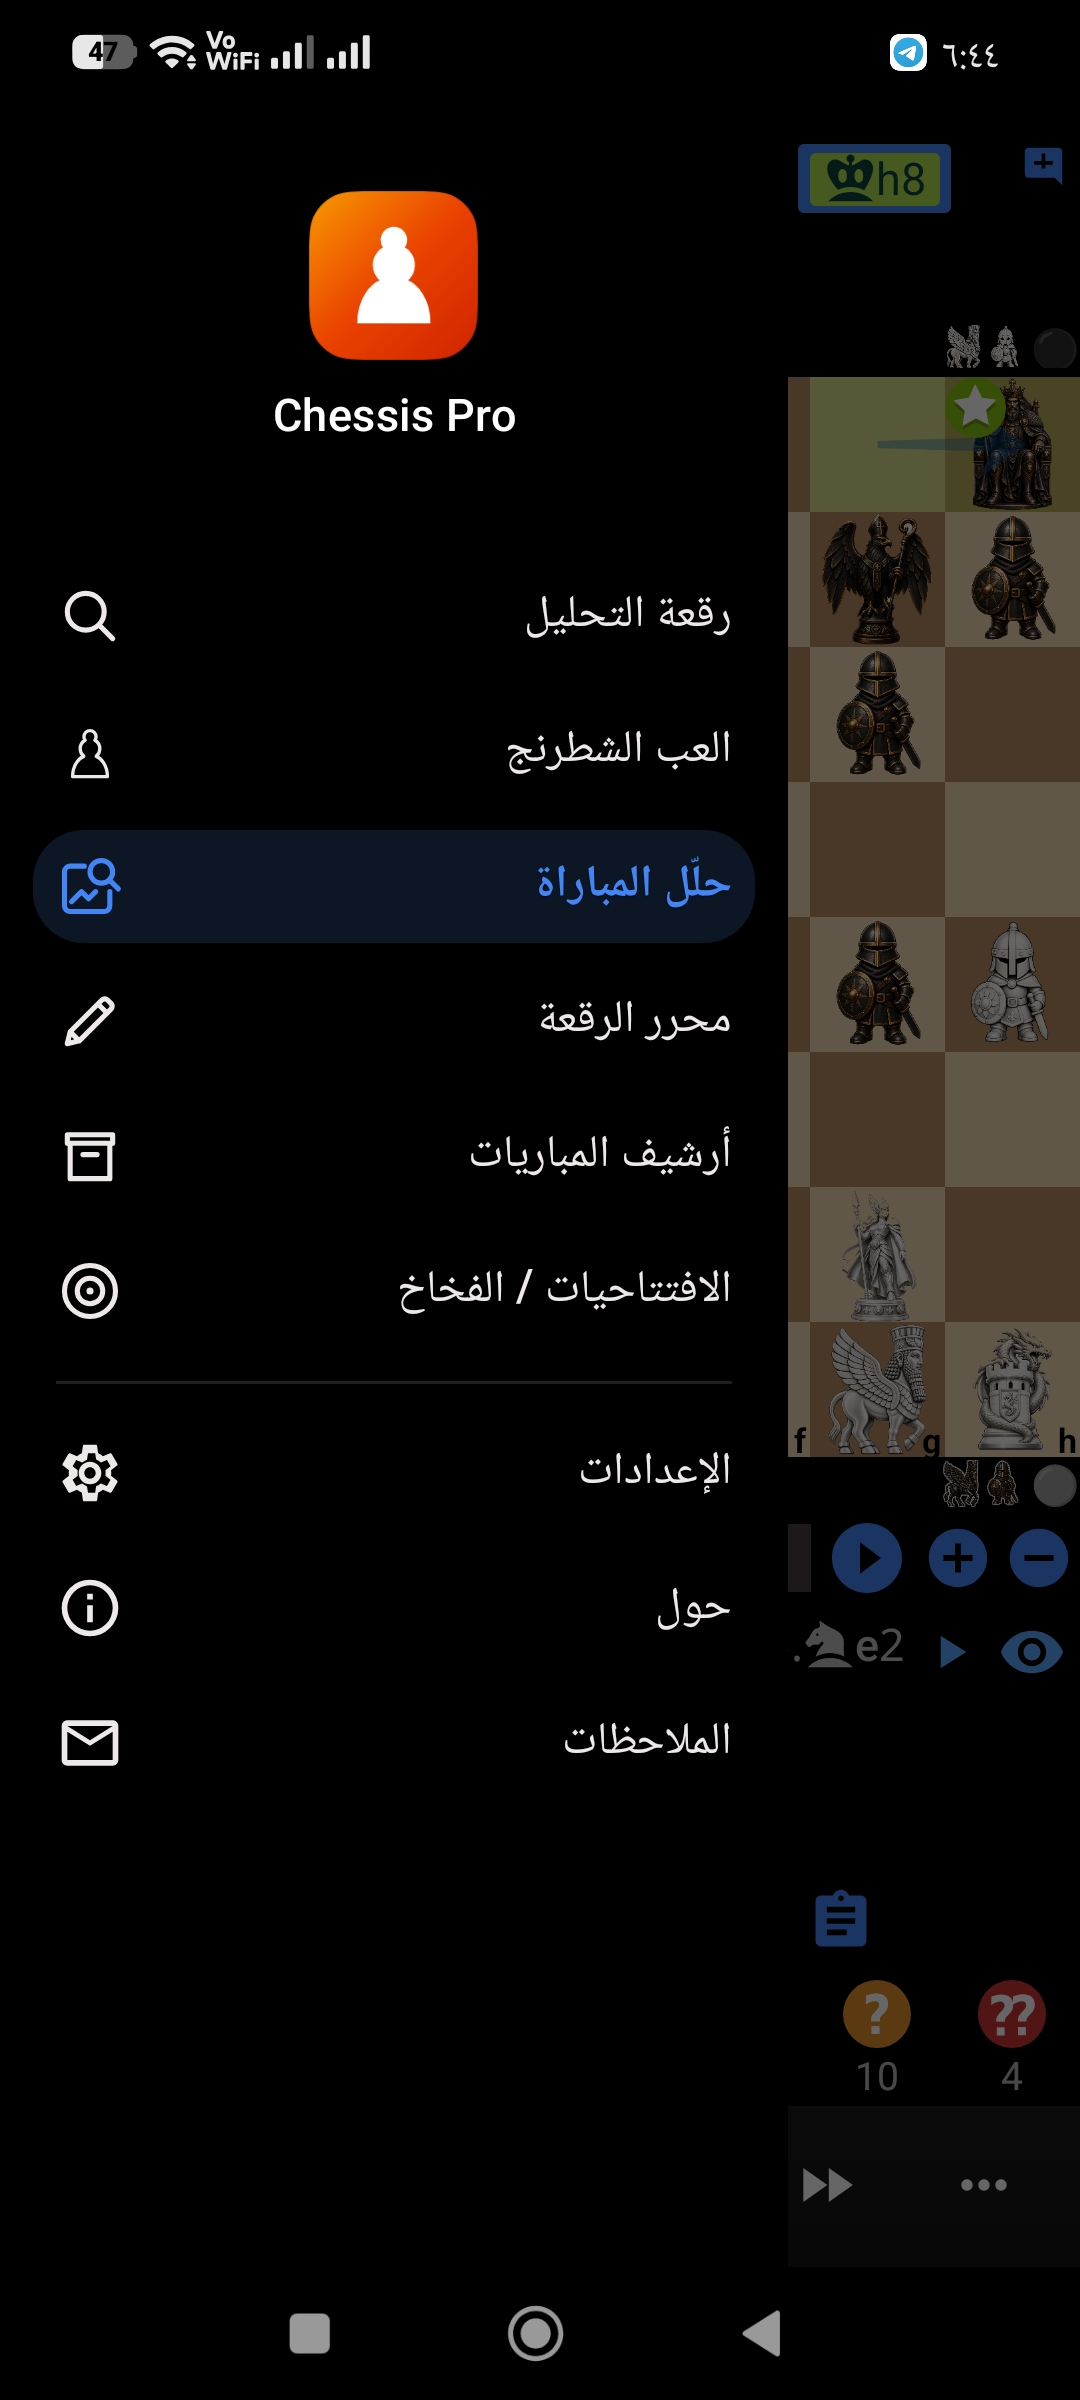 47
Vo
WiFi
٦:٤٤
h8
Chessis Pro
رقعة التحليل
العب الشطرنج
حلّل المباراة
محرر الرقعة
أرشيف المباريات
الافتتاحيات / الفخاخ
f g h
الإعدادات
حول
.e2
الملاحظات
? ??
10 4